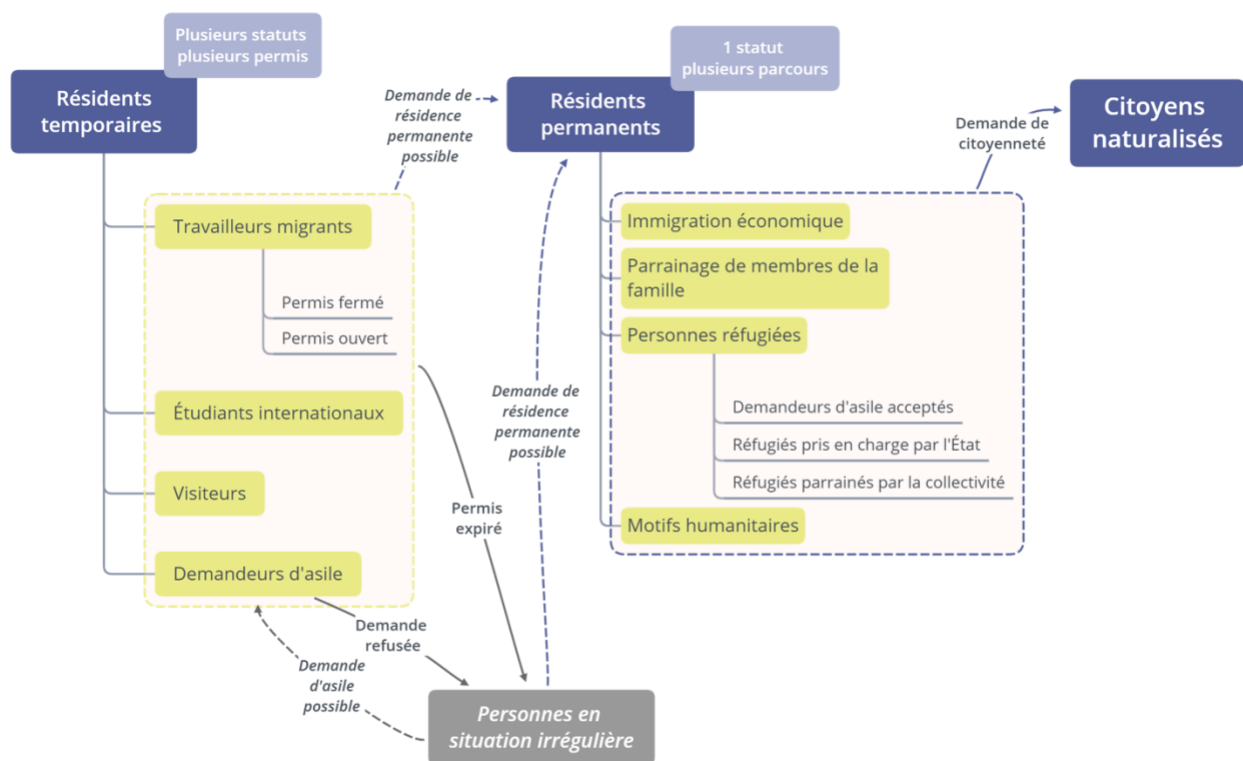 Plusieurs statuts
plusieurs permis
Résidents
temporaires
Travailleurs migrants
Permis fermé
Permis ouvert
Étudiants internationaux
Visiteurs
Demandeurs d'asile
Demande de
résidence
permanente
possible
Permis
expiré
Demande
refusée
Demande
d'asile
possible
Personnes en
situation irrégulière
Demande de
résidence
permanente
possible
1 statut
plusieurs parcours
Résidents
permanents
Immigration économique
Parrainage de membres de la
famille
Personnes réfugiées
Demandeurs d'asile acceptés
Réfugiés pris en charge par l'État
Réfugiés parrainés par la collectivité
Motifs humanitaires
Demande de
citoyenneté
Citoyens
naturalisés